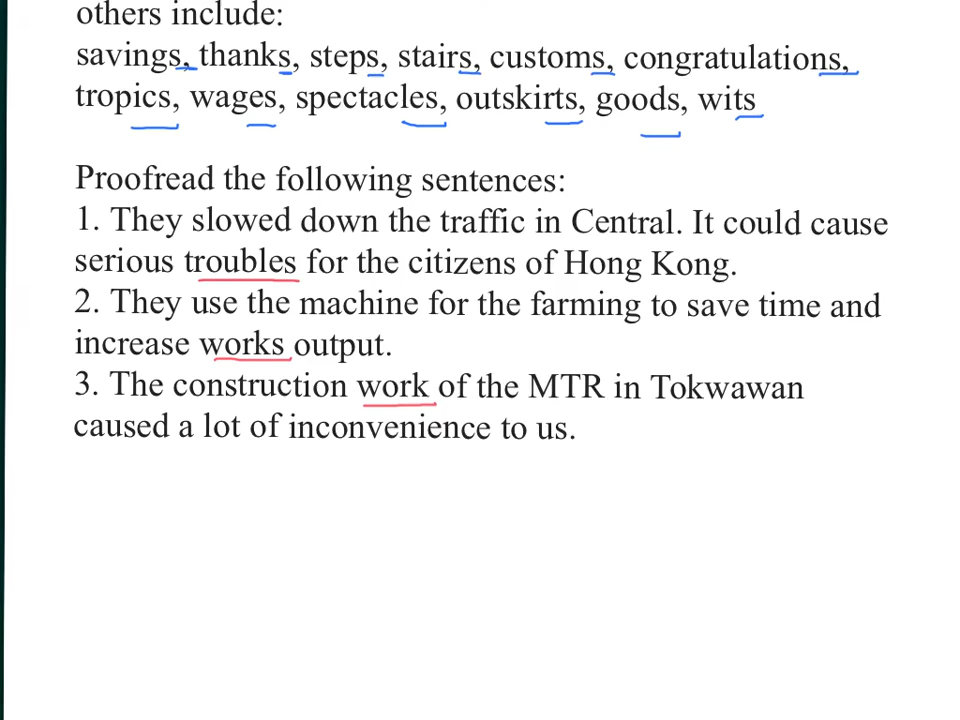 others include:
savings, thanks, steps, stairs, customs, congratulations,
tropics, wages, spectacles, outskirts, goods, wits
Proofread the following sentences:
1. They slowed down the traffic in Central. It could cause
serious troubles for the citizens of Hong Kong.
2. They use the machine for the farming to save time and
increase works output.
3. The construction work of the MTR in Tokwawan
caused a lot of inconvenience to us.